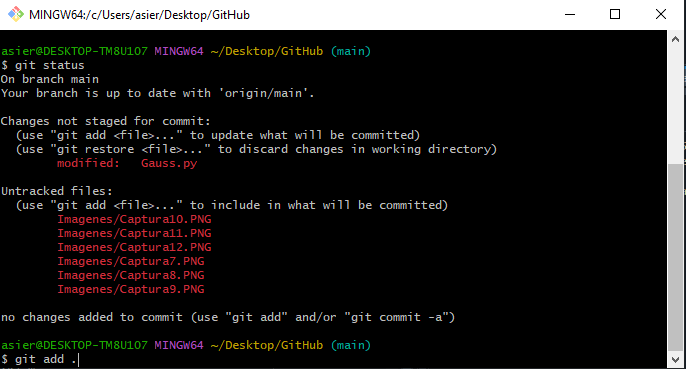 MINGW64:/c/Users/asier/Desktop/GitHub
asier@DESKTOP-TM8U107 MINGW64 ~/Desktop/GitHub (main)
$ git status
On branch main
Your branch is up to date with 'origin/main'.
Changes not staged for commit:
  (use "git add <file>..." to update what will be committed)
  (use "git restore <file>..." to discard changes in working directory)
        modified:   Gauss.py
Untracked files:
  (use "git add <file>..." to include in what will be committed)
        Imagenes/Captura10.PNG
        Imagenes/Captura11.PNG
        Imagenes/Captura12.PNG
        Imagenes/Captura7.PNG
        Imagenes/Captura8.PNG
        Imagenes/Captura9.PNG
no changes added to commit (use "git add" and/or "git commit -a")
asier@DESKTOP-TM8U107 MINGW64 ~/Desktop/GitHub (main)
$ git add .